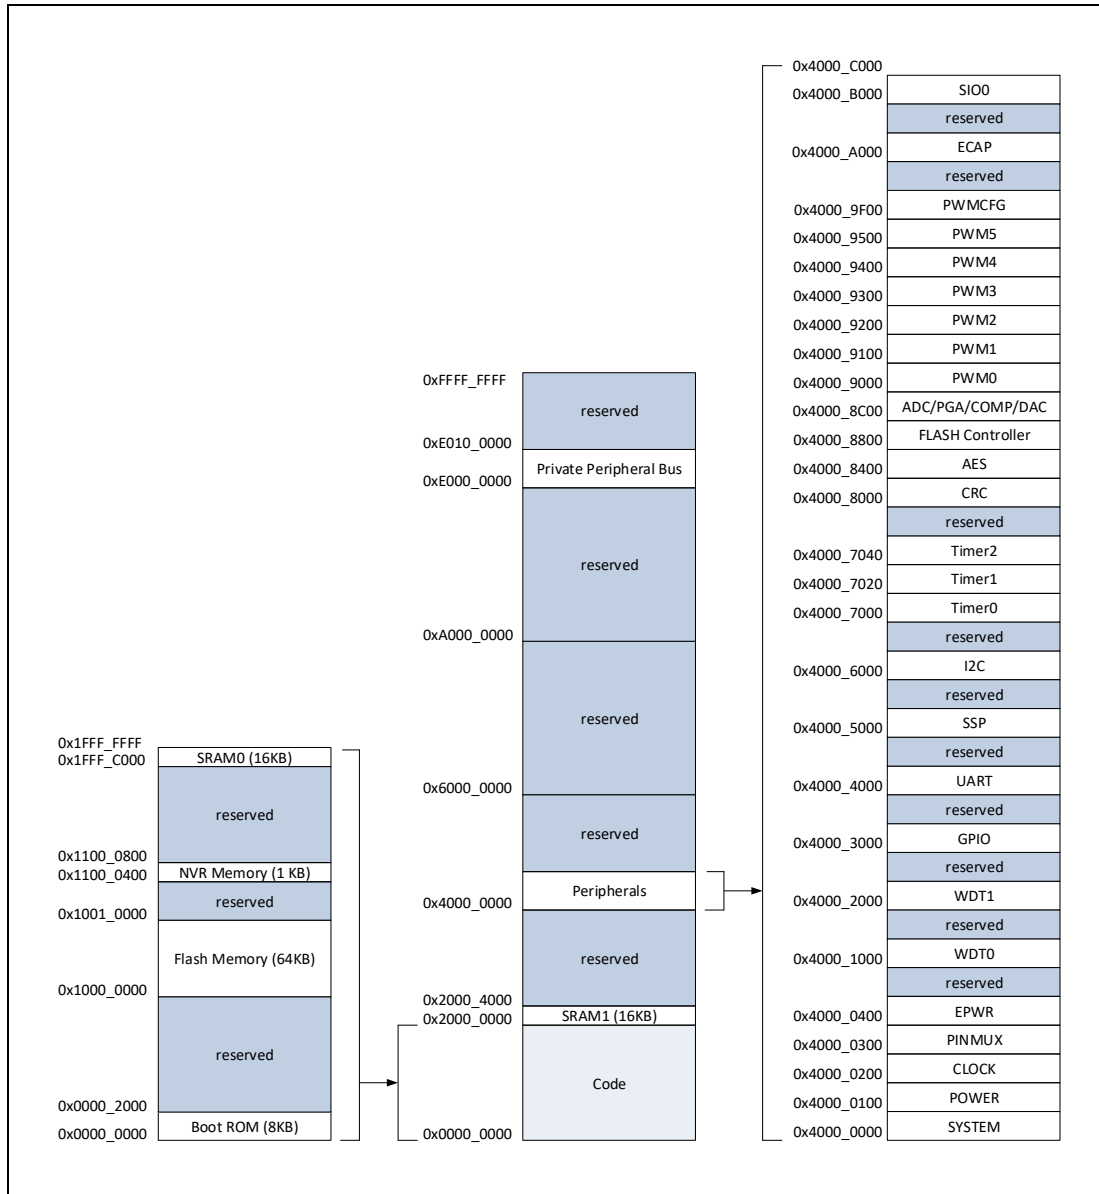 0x1FFF_FFFF
0x1FFF_C000
SRAM0 (16KB)
reserved
0x1100_0800
0x1100_0400
NVR Memory (1 KB)
reserved
0x1001_0000
Flash Memory (64KB)
0x1000_0000
reserved
0x0000_2000
Boot ROM (8KB)
0x0000_0000
0xFFFF_FFFF
reserved
0xE010_0000
Private Peripheral Bus
0xE000_0000
reserved
0xA000_0000
reserved
0x6000_0000
reserved
Peripherals
0x4000_0000
reserved
0x2000_4000
SRAM1 (16KB)
0x2000_0000
Code
0x0000_0000
0x4000_C000
SIO0
0x4000_B000
reserved
ECAP
0x4000_A000
reserved
PWMCFG
0x4000_9F00
PWM5
0x4000_9500
PWM4
0x4000_9400
PWM3
0x4000_9300
PWM2
0x4000_9200
PWM1
0x4000_9100
PWM0
0x4000_9000
ADC/PGA/COMP/DAC
0x4000_8C00
FLASH Controller
0x4000_8800
AES
0x4000_8400
CRC
0x4000_8000
reserved
Timer2
0x4000_7040
Timer1
0x4000_7020
Timer0
0x4000_7000
reserved
I2C
0x4000_6000
reserved
SSP
0x4000_5000
reserved
UART
0x4000_4000
reserved
GPIO
0x4000_3000
reserved
WDT1
0x4000_2000
reserved
WDT0
0x4000_1000
reserved
EPWR
0x4000_0400
PINMUX
0x4000_0300
CLOCK
0x4000_0200
POWER
0x4000_0100
SYSTEM
0x4000_0000